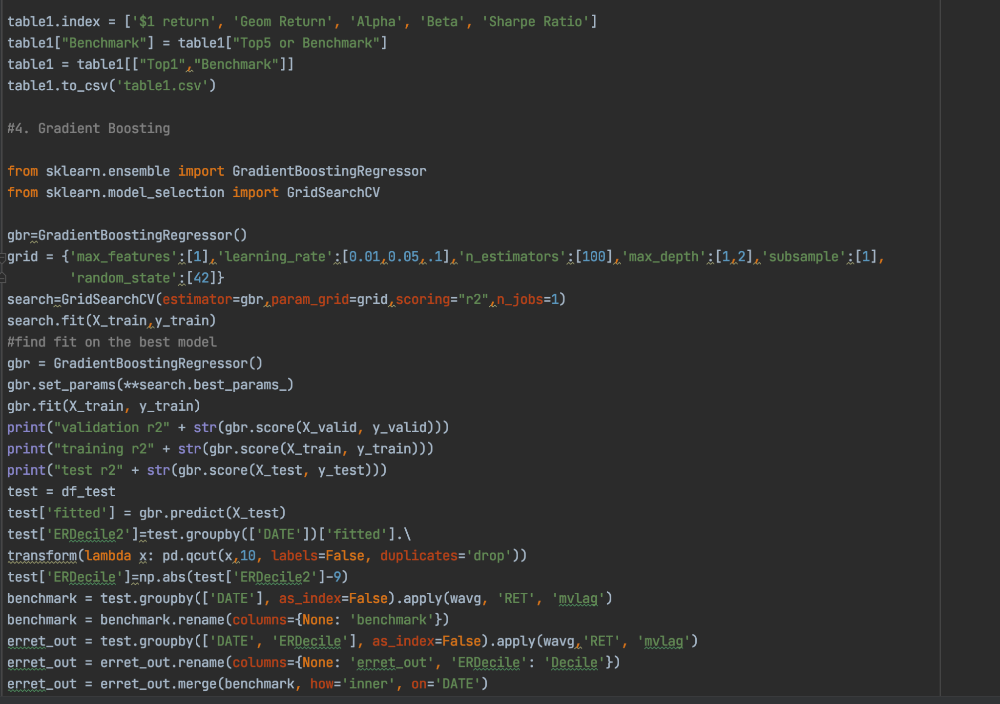 table1.index = ['$1 return', 'Geom Return', 'Alpha', 'Beta', 'Sharpe Ratio']
table1["Benchmark"] = table1["Top5 or Benchmark"]
table1 = table1[["Top1","Benchmark"]]
table1.to_csv('table1.csv')
#4. Gradient Boosting
from sklearn.ensemble import GradientBoostingRegressor
from sklearn.model_selection import GridSearchCV
gbr=GradientBoostingRegressor()
grid = {'max_features':[1],'learning_rate':[0.01,0.05,.1],'n_estimators':[100],'max_depth':[1,2],'subsample':[1],
'random_state':[42]}
search=GridSearchCV(estimator=gbr,param_grid=grid,scoring="r2",n_jobs=1)
search.fit(X_train,y_train)
#find fit on the best model
gbr = GradientBoostingRegressor()
gbr.set_params(**search.best_params_)
gbr.fit(X_train, y_train)
print("validation r2" + str(gbr.score(X_valid, y_valid)))
print("training r2" + str(gbr.score(X_train, y_train)))
print("test r2" + str(gbr.score(X_test, y_test)))
test = df_test
test['fitted'] = gbr.predict(X_test)
test['ERDecile2']=test.groupby(['DATE'])['fitted'].\
transform(lambda x: pd.qcut(x,10, labels=False, duplicates='drop'))
test['ERDecile']=np.abs(test['ERDecile2']-9)
benchmark = test.groupby(['DATE'], as_index=False).apply(wavg, 'RET', 'mvlag')
benchmark = benchmark.rename(columns={None: 'benchmark'})
erret_out = test.groupby(['DATE', 'ERDecile'], as_index=False).apply(wavg,'RET', 'mvlag')
erret_out = erret_out.rename(columns={None: 'erret_out', 'ERDecile': 'Decile'})
erret_out = erret_out.merge(benchmark, how='inner', on='DATE')